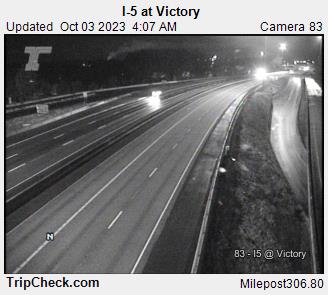 I-5 at Victory
Updated Oct 03 2023 4:07 AM Camera 83
T
N
83 - I5 @ Victory
TripCheck.com Milepost306.80